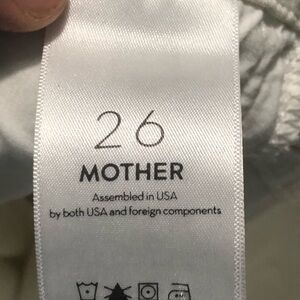 26
MOTHER
Assembled in USA
by both USA and foreign components